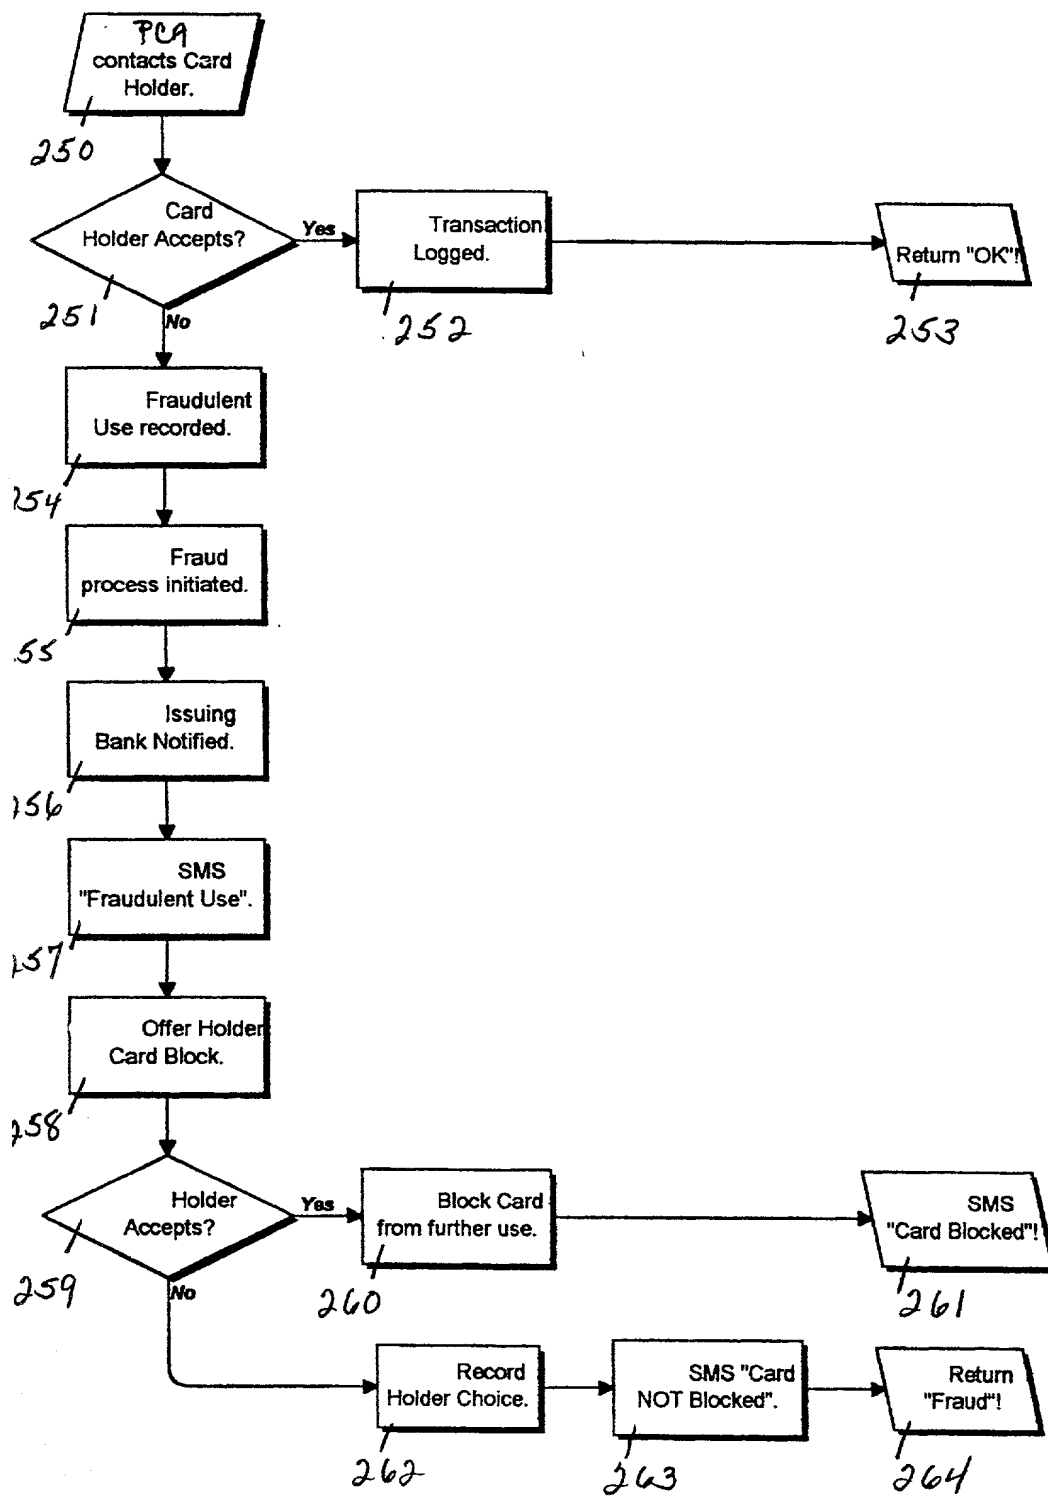 PCA
contacts Card
Holder.
250
Card
Holder Accepts?
251
Yes
No
Transaction
Logged.
252
Return "OK"!
253
Fraudulent
Use recorded.
254
Fraud
process initiated.
55
Issuing
Bank Notified.
256
SMS
"Fraudulent Use".
257
Offer Holder
Card Block.
258
Holder
Accepts?
259
Yes
No
Block Card
from further use.
260
SMS
"Card Blocked"!
261
Record
Holder Choice.
262
SMS "Card
NOT Blocked".
263
Return
"Fraud"!
264